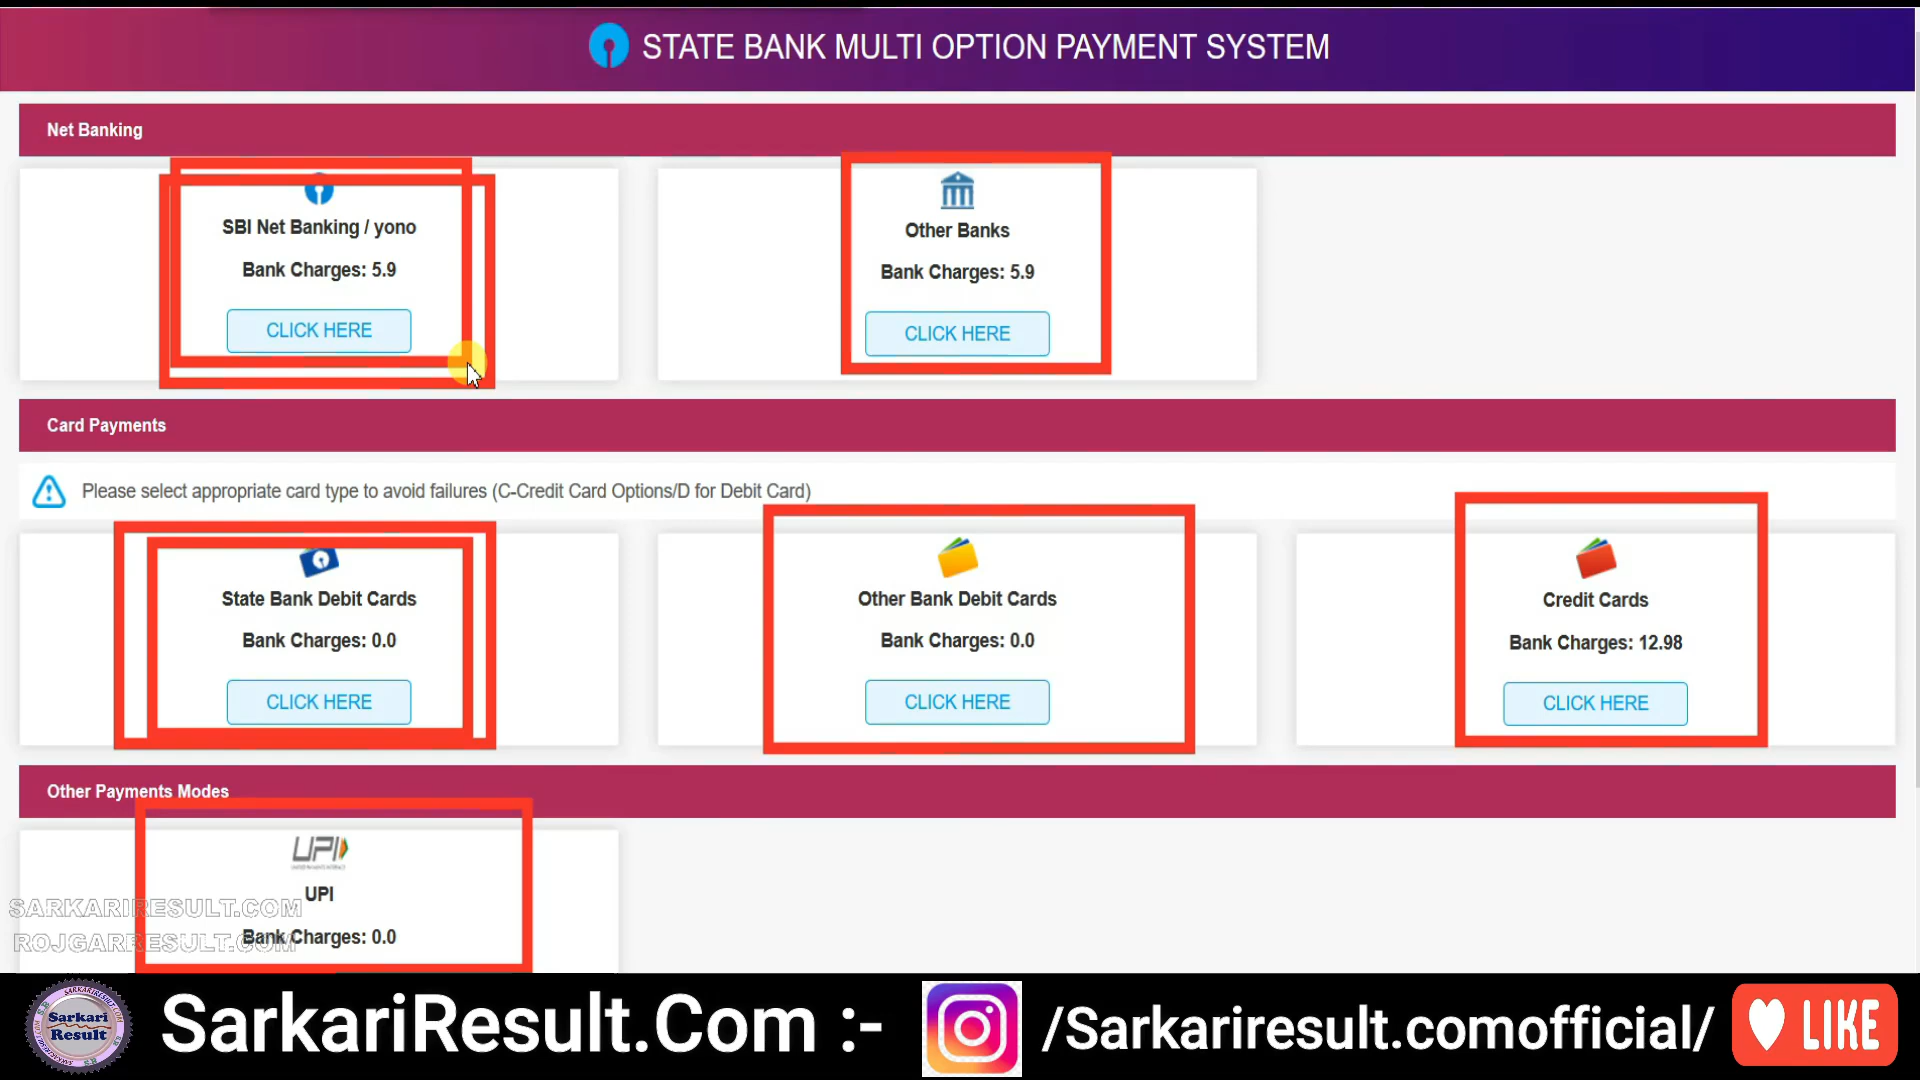 STATE BANK MULTI OPTION PAYMENT SYSTEM
Net Banking
SBI Net Banking / yono
Bank Charges: 5.9
CLICK HERE
Other Banks
Bank Charges: 5.9
CLICK HERE
Card Payments
Please select appropriate card type to avoid failures (C-Credit Card Options/D for Debit Card)
State Bank Debit Cards
Bank Charges: 0.0
CLICK HERE
Other Bank Debit Cards
Bank Charges: 0.0
CLICK HERE
Credit Cards
Bank Charges: 12.98
CLICK HERE
Other Payments Modes
UPI
UPI
Bank Charges: 0.0
SARKARIRESULT.COM
ROJGARRESULT.COM
Sarkari
Result
SarkariResult.Com :-
/Sarkariresult.comofficial/
LIKE